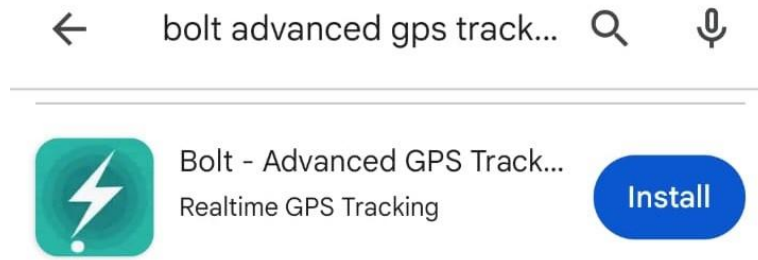 bolt advanced gps track...
Bolt - Advanced GPS Track...
Realtime GPS Tracking
Install